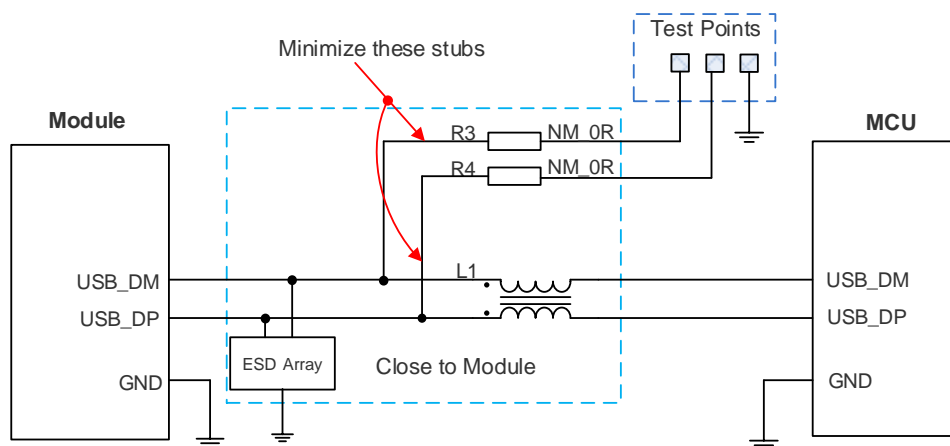 Test Points
Minimize these stubs
Module
MCU
R3
NM_0R
R4
NM_0R
L1
USB_DM
USB_DM
USB_DP
USB_DP
ESD Array
Close to Module
GND
GND